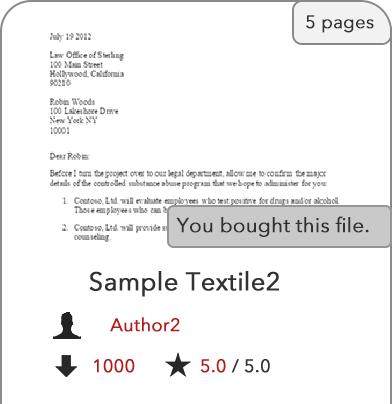 5 pages
July 19 2012
Law Office of Sterling
100 Main Street
Hollywood, California
90210
Robin Woods
100 Lakeshore Drive
New York NY
10001
Dear Robin:
Before I turn the project over to our legal department, allow me to confirm the major
details of the controlled substance abuse program that we hope to administer for you:
1. Contoso, Ltd. will evaluate employees who test positive for drugs and/or alcohol.
Those employees who can b
2. Contoso, Ltd. will provide
counseling.
You bought this file.
Sample Textile2
Author2
1000 5.0 / 5.0